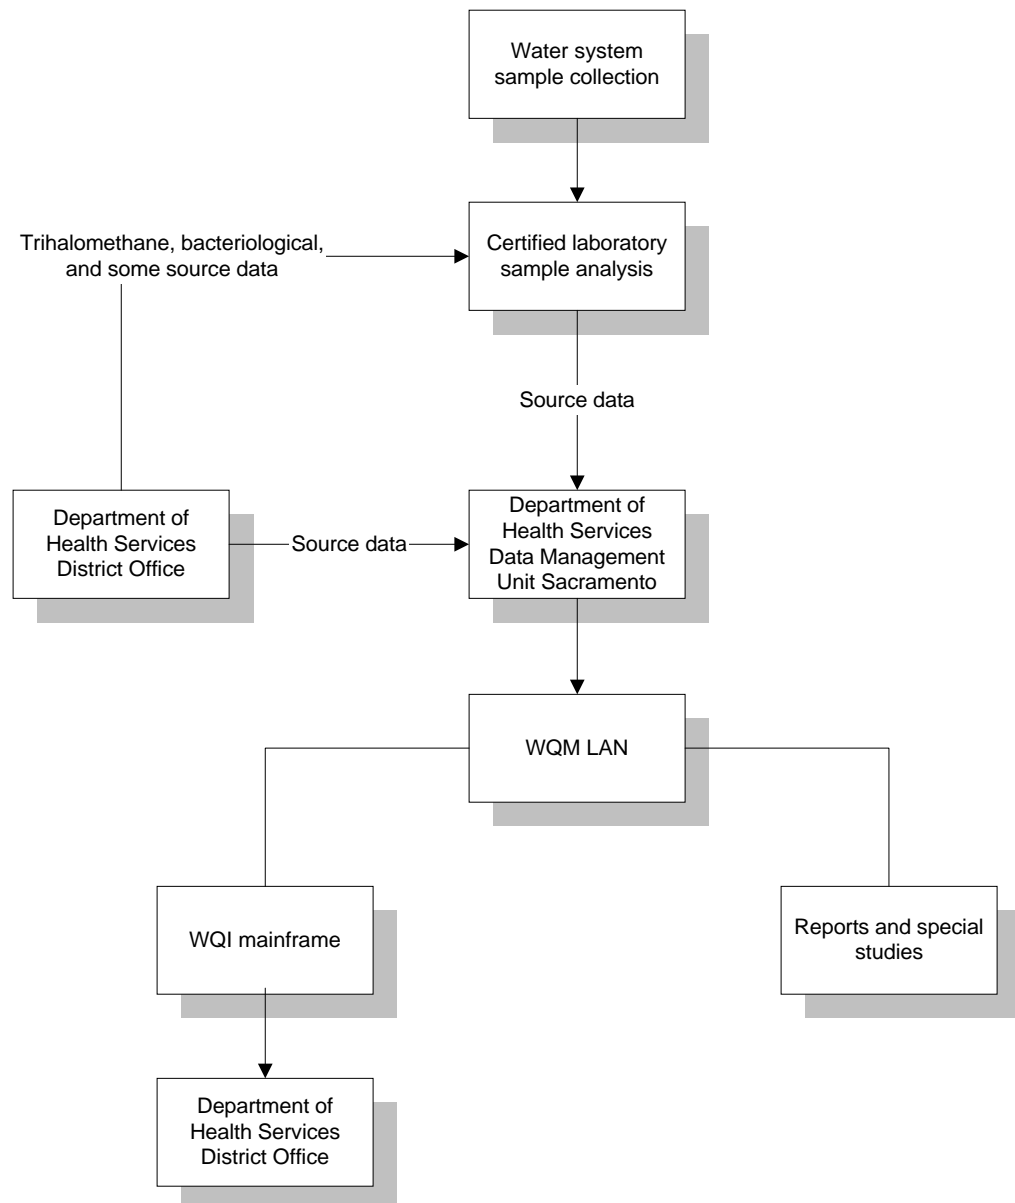 Water system
sample collection
Trihalomethane, bacteriological,
and some source data
Certified laboratory
sample analysis
Source data
Department of
Health Services
District Office
Source data
Department of
Health Services
Data Management
Unit Sacramento
WQM LAN
WQI mainframe
Reports and special
studies
Department of
Health Services
District Office